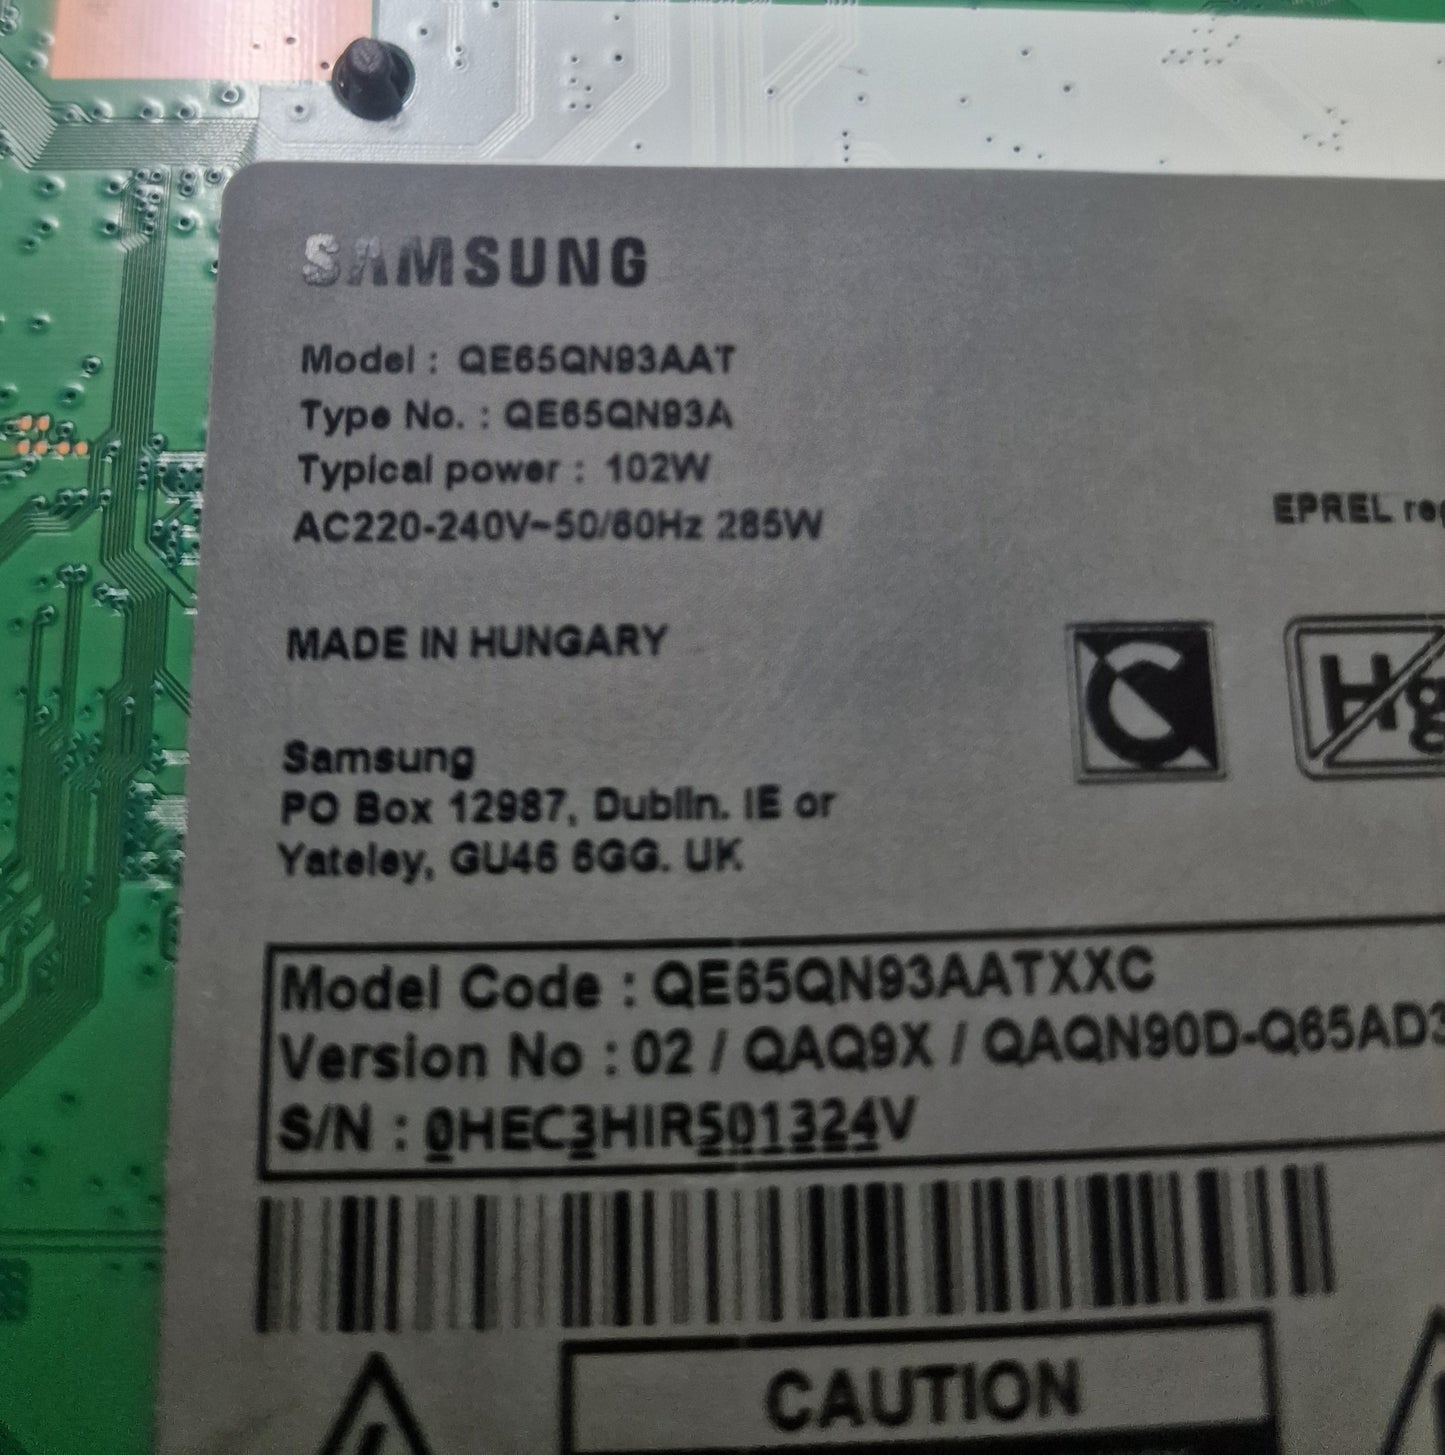 SAMSUNG
Model : QE65QN93AAT
Type No. : QE65QN93A
Typical power : 102W
AC220-240V~50/60Hz 285W
EPREL
MADE IN HUNGARY
Hg
Samsung
PO Box 12987, Dublin. IE or
Yateley, GU46 6GG. UK
Model Code : QE65QN93AATXXC
Version No : 02 / QAQ9X / QAQN90D-Q65AD3
S/N : 0HEC3HIR501324V
CAUTION